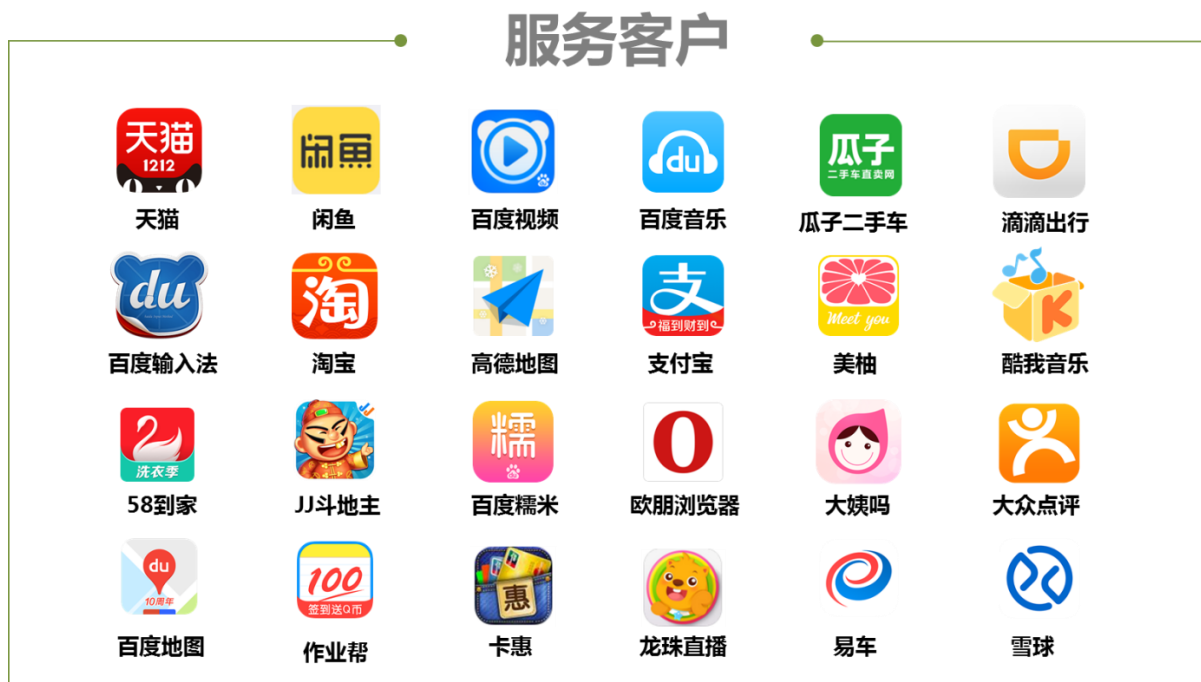 服务客户
天猫
1212
闲鱼
du
瓜子
二手车直卖网
天猫
闲鱼
百度视频
百度音乐
瓜子二手车
滴滴出行
du
淘
支
福到财到
Meet you
K
百度输入法
淘宝
高德地图
支付宝
美柚
酷我音乐
洗衣季
JJ
糯
O
58到家
JJ斗地主
百度糯米
欧朋浏览器
大姨吗
大众点评
du
10周年
100
签到送Q币
惠
百度地图
作业帮
卡惠
龙珠直播
易车
雪球